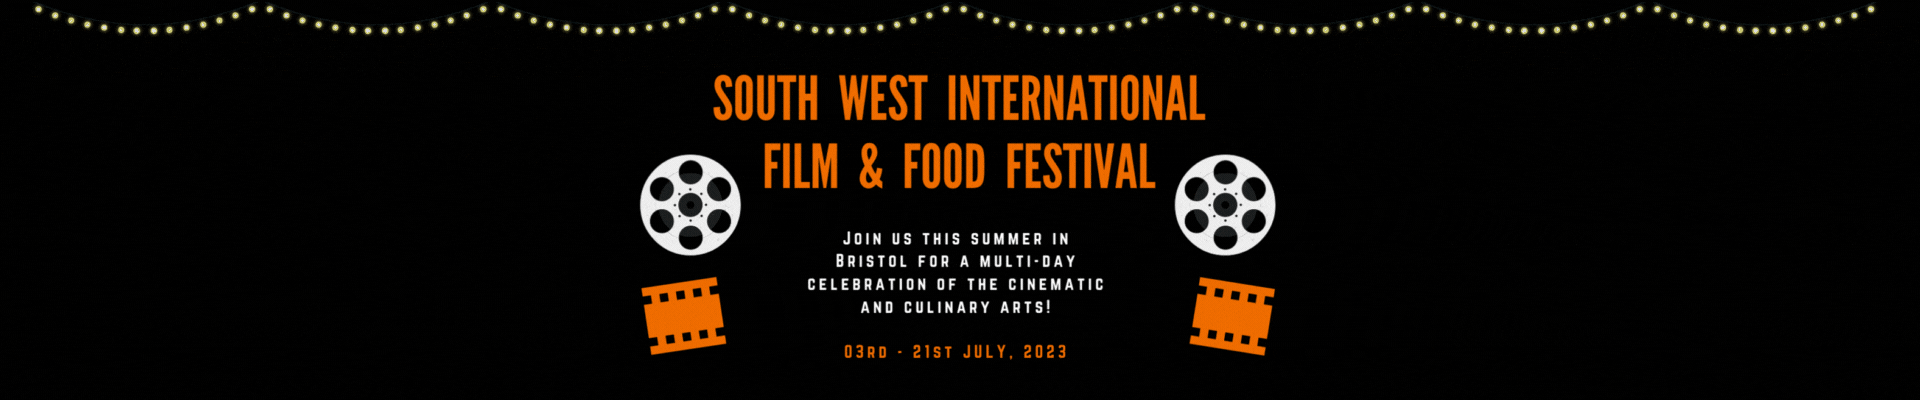 SOUTH WEST INTERNATIONAL
FILM & FOOD FESTIVAL
JOIN US THIS SUMMER IN
BRISTOL FOR A MULTI-DAY
CELEBRATION OF THE CINEMATIC
AND CULINARY ARTS!
03RD - 21ST JULY, 2023